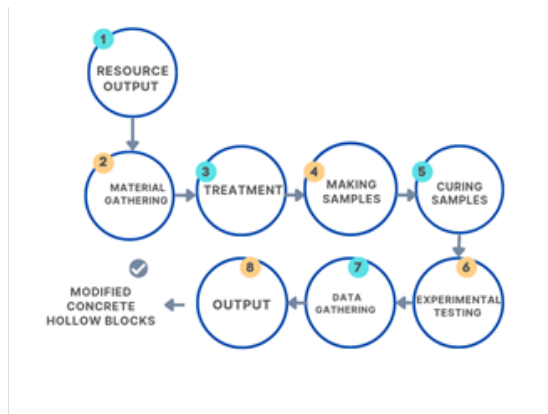 1
RESOURCE
OUTPUT
2
MATERIAL
GATHERING
3
TREATMENT
4
MAKING
SAMPLES
5
CURING
SAMPLES
6
EXPERIMENTAL
TESTING
7
DATA
GATHERING
8
OUTPUT
MODIFIED
CONCRETE
HOLLOW BLOCKS